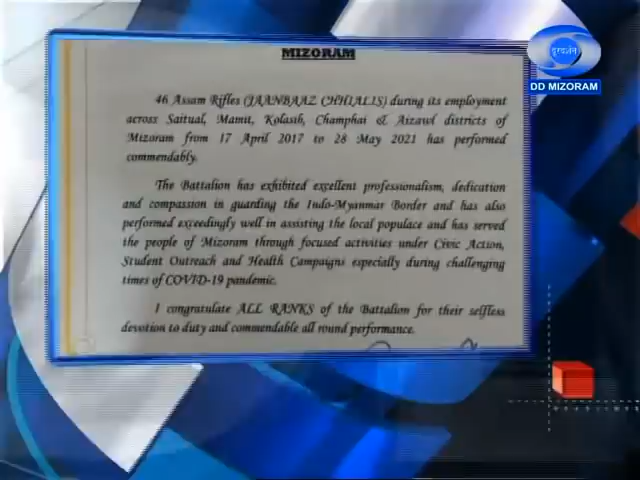 MIZORAM
दूरदर्शन
DD MIZORAM
46 Assam Rifles (JAANBAAZ CHHIALIS) during its employment
across Saitual, Mamit, Kolasib, Champhai & Aizawl districts of
Mizoram from 17 April 2017 to 28 May 2021 has performed
commendably.
The Battalion has exhibited excellent professionalism, dedication
and compassion in guarding the Indo-Myanmar Border and has also
performed exceedingly well in assisting the local populace and has served
the people of Mizoram through focused activities under Civic Action,
Student Outreach and Health Campaigns especially during challenging
times of COVID-19 pandemic.
I congratulate ALL RANKS of the Battalion for their selfless
devotion to duty and commendable all round performance.